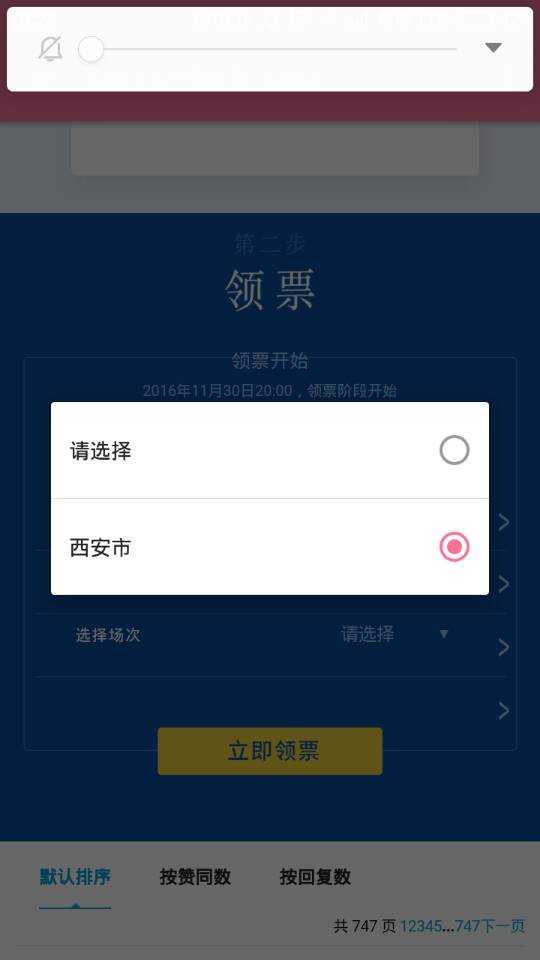 第二步
领票
领票开始
2016年11月30日20:00，领票阶段开始
请选择
西安市
选择场次 请选择
立即领票
默认排序 按赞同数 按回复数
共 747 页 12345...747下一页